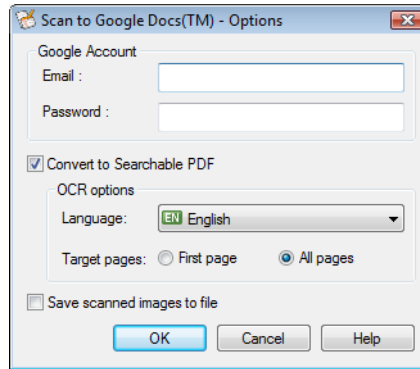 Scan to Google Docs(TM) - Options
Google Account
Email :
Password :
Convert to Searchable PDF
OCR options
Language: EN English
Target pages: First page All pages
Save scanned images to file
OK Cancel Help